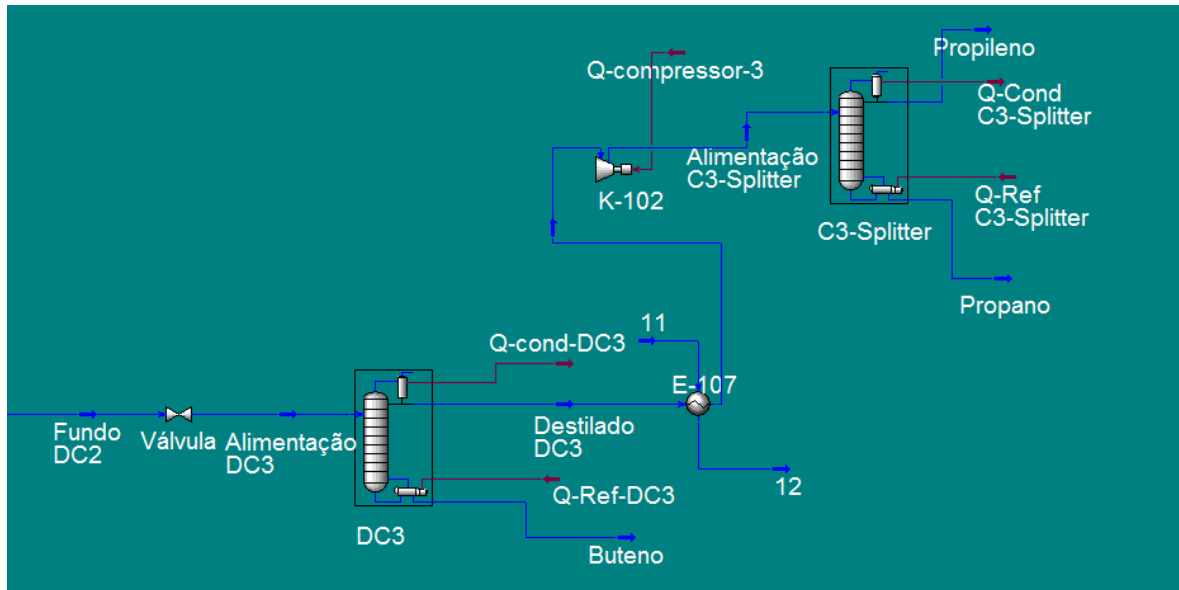 Propileno
Q-compressor-3
Q-Cond
C3-Splitter
Alimentação
C3-Splitter
K-102
Q-Ref
C3-Splitter
C3-Splitter
Propano
11
Q-cond-DC3
E-107
Fundo
DC2
Válvula
Alimentação
DC3
Destilado
DC3
12
Q-Ref-DC3
DC3
Buteno